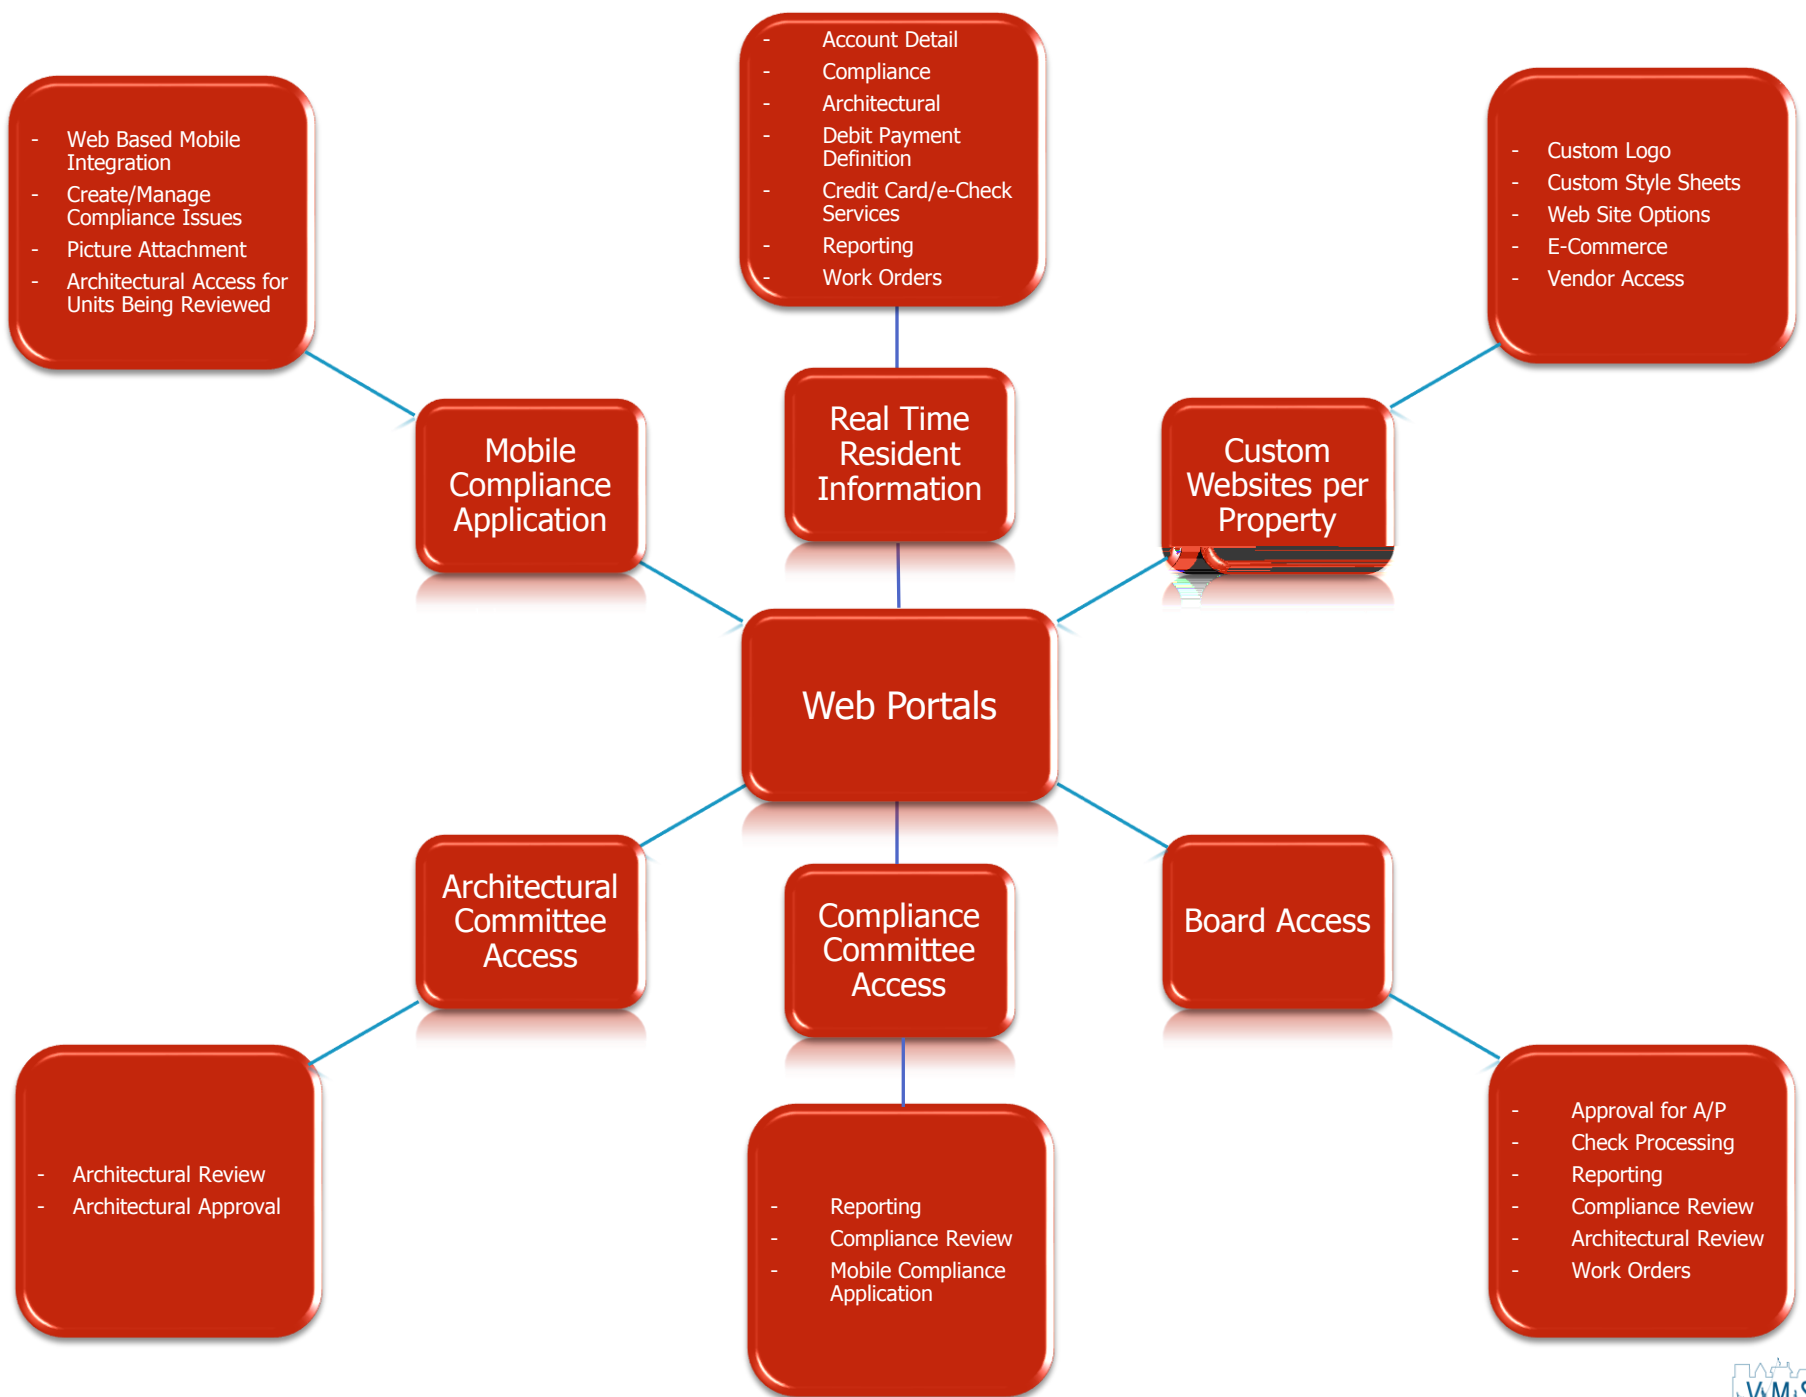 - Account Detail
- Compliance
- Architectural
- Debit Payment
Definition
- Credit Card/e-Check
Services
- Reporting
- Work Orders
- Web Based Mobile
Integration
- Create/Manage
Compliance Issues
- Picture Attachment
- Architectural Access for
Units Being Reviewed
- Custom Logo
- Custom Style Sheets
- Web Site Options
- E-Commerce
- Vendor Access
Mobile
Compliance
Application
Real Time
Resident
Information
Custom
Websites per
Property
Web Portals
Architectural
Committee
Access
Compliance
Committee
Access
Board Access
- Architectural Review
- Architectural Approval
- Reporting
- Compliance Review
- Mobile Compliance
Application
- Approval for A/P
- Check Processing
- Reporting
- Compliance Review
- Architectural Review
- Work Orders